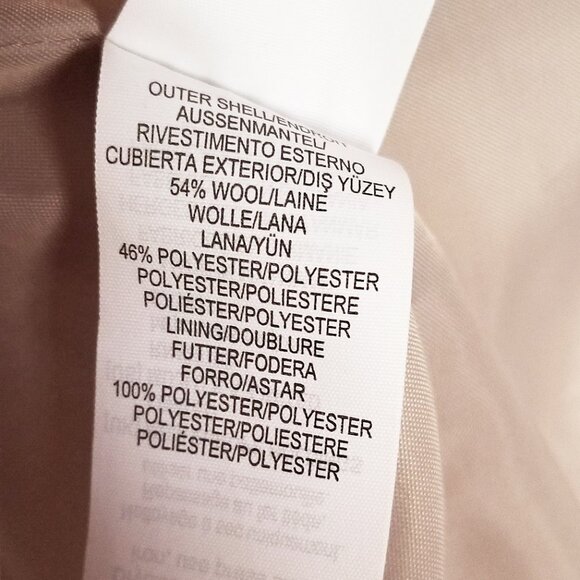 OUTER SHELL/ENDROIT
AUSSENMANTEL/
RIVESTIMENTO ESTERNO
CUBIERTA EXTERIOR/DIŞ YÜZEY
54% WOOL/LAINE
WOLLE/LANA
LANA/YÜN
46% POLYESTER/POLYESTER
POLYESTER/POLIESTERE
POLIÉSTER/POLYESTER
LINING/DOUBLURE
FUTTER/FODERA
FORRO/ASTAR
100% POLYESTER/POLYESTER
POLYESTER/POLIESTERE
POLIÉSTER/POLYESTER